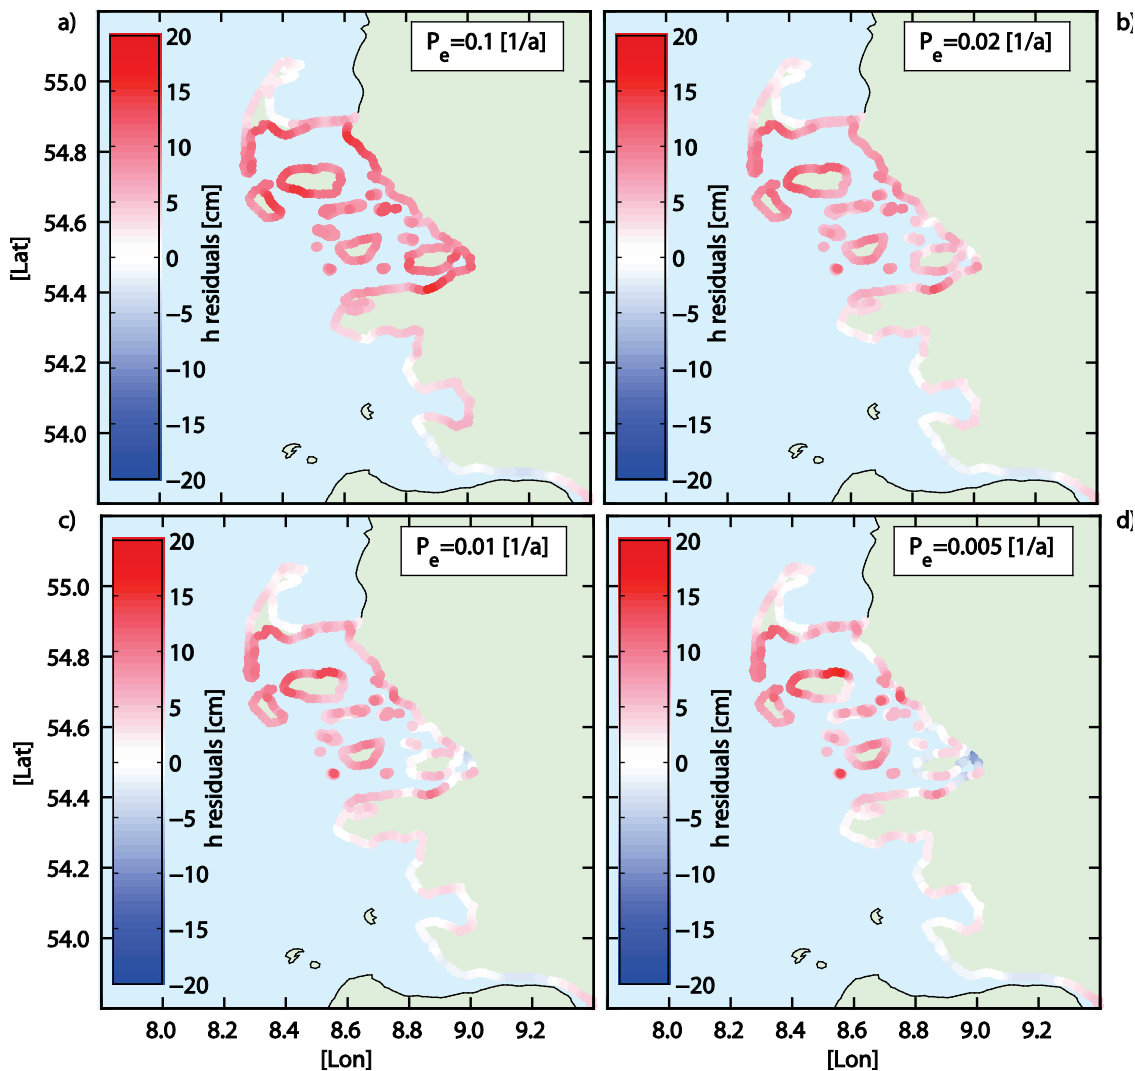 a)
P_e=0.1 [1/a]
20
15
10
5
0
−5
−10
−15
−20
h residuals [cm]
55.0
54.8
54.6
54.4
54.2
54.0
[Lat]
b)
P_e=0.02 [1/a]
20
15
10
5
0
−5
−10
−15
−20
h residuals [cm]
c)
P_e=0.01 [1/a]
20
15
10
5
0
−5
−10
−15
−20
h residuals [cm]
55.0
54.8
54.6
54.4
54.2
54.0
[Lat]
8.0 8.2 8.4 8.6 8.8 9.0 9.2
[Lon]
d)
P_e=0.005 [1/a]
20
15
10
5
0
−5
−10
−15
−20
h residuals [cm]
8.0 8.2 8.4 8.6 8.8 9.0 9.2
[Lon]